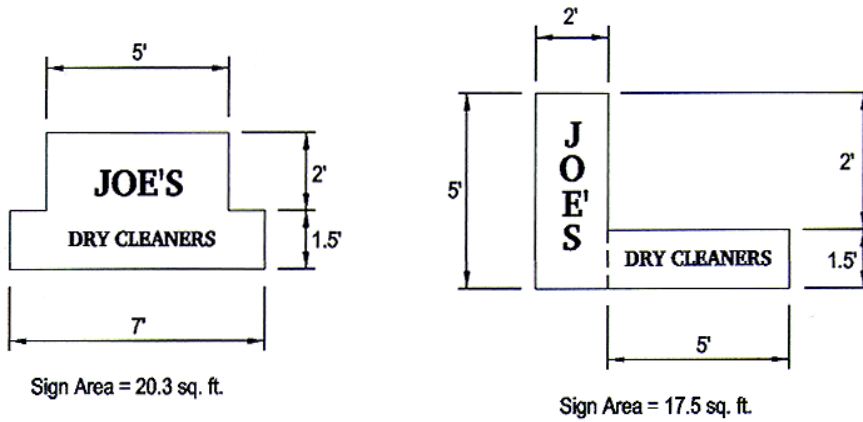 5'
JOE'S
DRY CLEANERS
2'
1.5'
7'
Sign Area = 20.3 sq. ft.
2'
5'
J
O
E'
S
2'
DRY CLEANERS
1.5'
5'
Sign Area = 17.5 sq. ft.